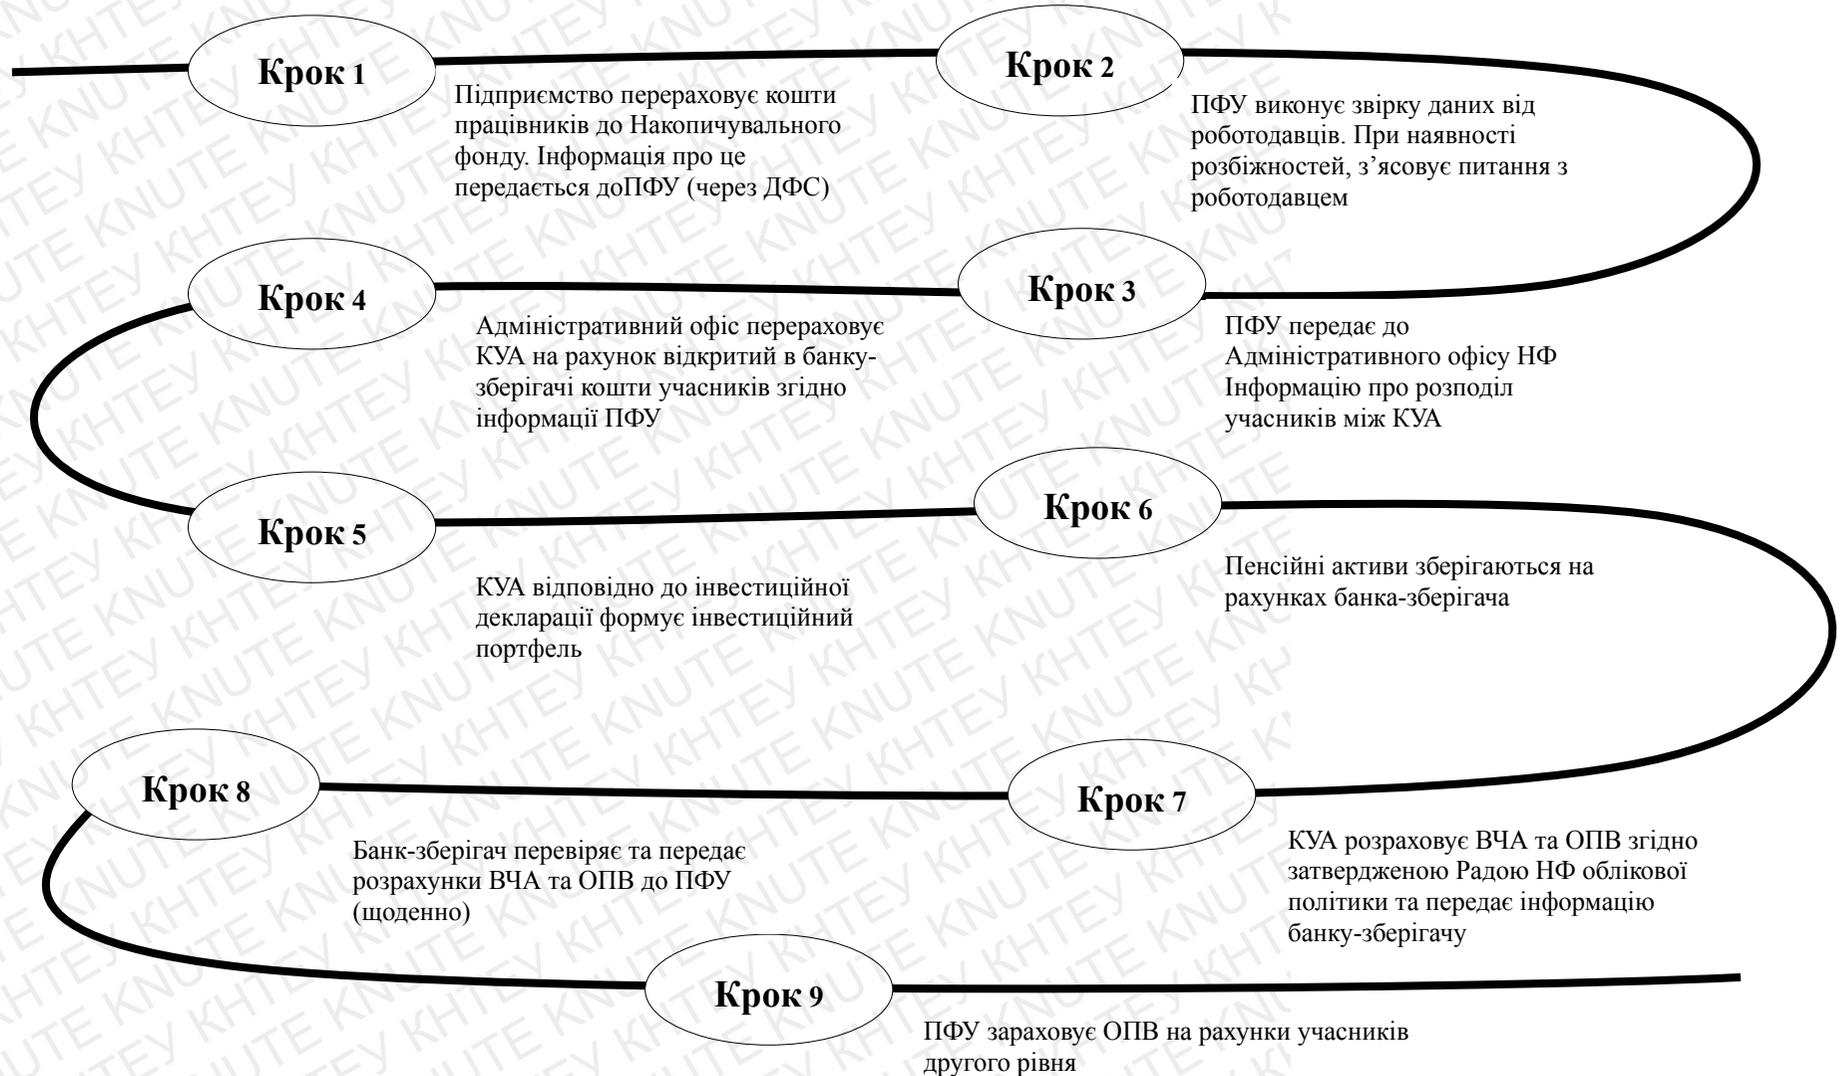 Крок 1
Підприємство перераховує кошти
працівників до Накопичувального
фонду. Інформація про це
передається доПФУ (через ДФС)
Крок 2
ПФУ виконує звірку даних від
роботодавців. При наявності
розбіжностей, з’ясовує питання з
роботодавцем
Крок 3
ПФУ передає до
Адміністративного офісу НФ
Інформацію про розподіл
учасників між КУА
Крок 4
Адміністративний офіс перераховує
КУА на рахунок відкритий в банку-
зберігачі кошти учасників згідно
інформації ПФУ
Крок 5
КУА відповідно до інвестиційної
декларації формує інвестиційний
портфель
Крок 6
Пенсійні активи зберігаються на
рахунках банка-зберігача
Крок 7
КУА розраховує ВЧА та ОПВ згідно
затвердженою Радою НФ облікової
політики та передає інформацію
банку-зберігачу
Крок 8
Банк-зберігач перевіряє та передає
розрахунки ВЧА та ОПВ до ПФУ
(щоденно)
Крок 9
ПФУ зараховує ОПВ на рахунки учасників
другого рівня